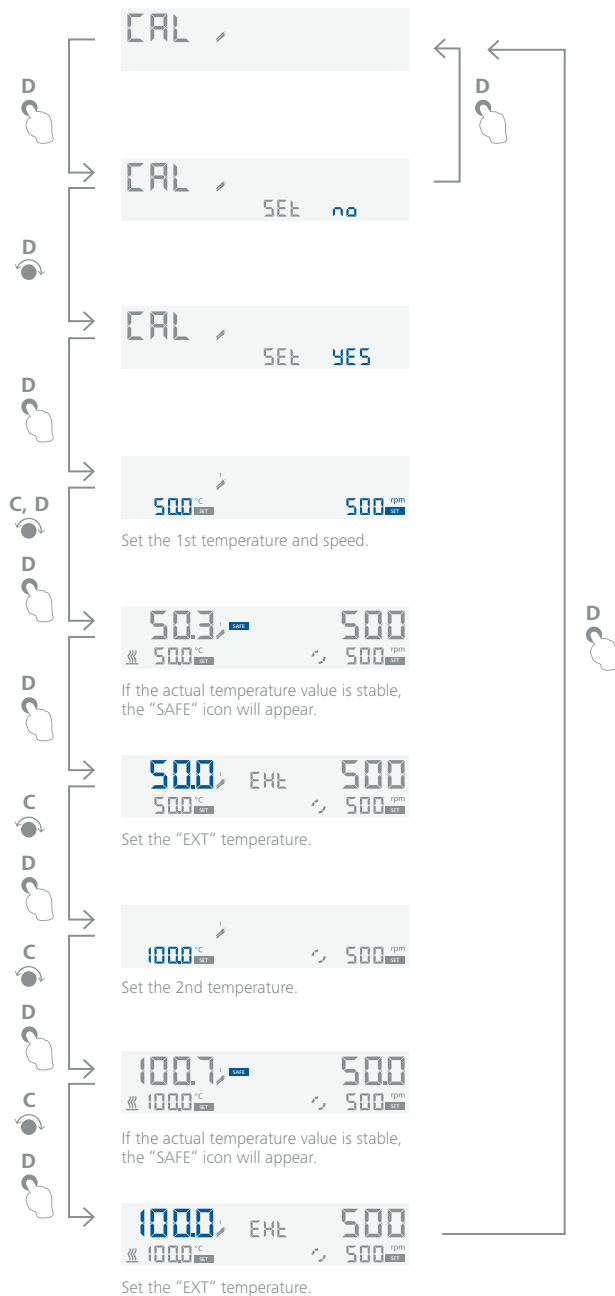 CAL
D
D
CAL
SEt no
D
CAL
SEt YES
D
1
50.0 °C SET 500 rpm SET
C, D
Set the 1st temperature and speed.
D
50.3 SAFE 500
50.0 °C SET 500 rpm SET
D
If the actual temperature value is stable,
the “SAFE“ icon will appear.
D
50.0 EHt 500
50.0 °C SET 500 rpm SET
C
Set the “EXT“ temperature.
D
1
100.0 °C SET 500 rpm SET
C
Set the 2nd temperature.
D
100.7 SAFE 50.0
100.0 °C SET 500 rpm SET
C
If the actual temperature value is stable,
the “SAFE“ icon will appear.
D
100.0 EHt 500
100.0 °C SET 500 rpm SET
Set the “EXT“ temperature.